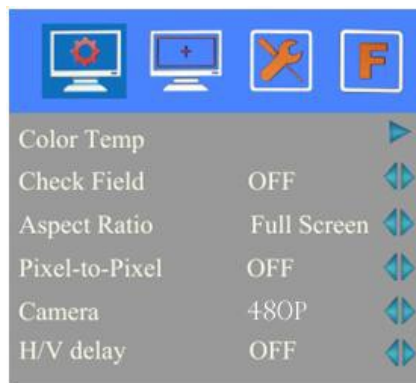 F
Color Temp
Check Field OFF
Aspect Ratio Full Screen
Pixel-to-Pixel OFF
Camera 480P
H/V delay OFF